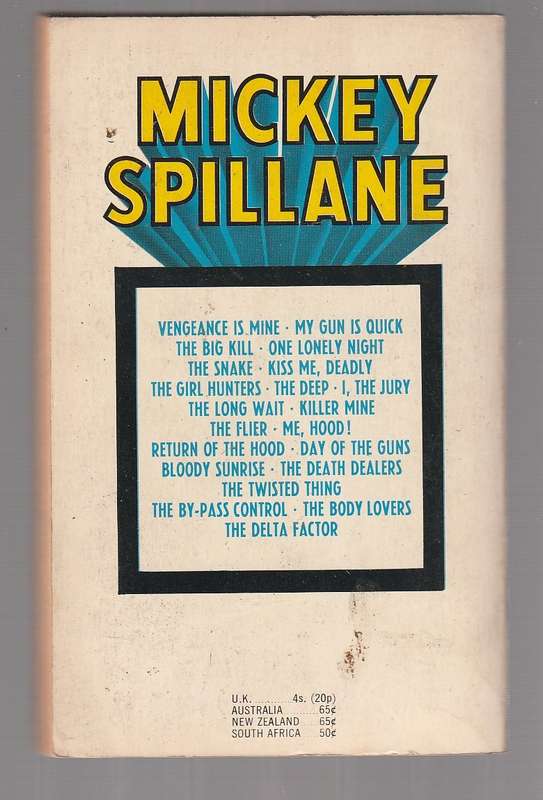 MICKEY
SPILLANE
VENGEANCE IS MINE · MY GUN IS QUICK
THE BIG KILL · ONE LONELY NIGHT
THE SNAKE · KISS ME, DEADLY
THE GIRL HUNTERS · THE DEEP · I, THE JURY
THE LONG WAIT · KILLER MINE
THE FLIER · ME, HOOD!
RETURN OF THE HOOD · DAY OF THE GUNS
BLOODY SUNRISE · THE DEATH DEALERS
THE TWISTED THING
THE BY-PASS CONTROL · THE BODY LOVERS
THE DELTA FACTOR
U.K. .......... 4s. (20p)
AUSTRALIA ....... 65¢
NEW ZEALAND .... 65¢
SOUTH AFRICA .... 50¢